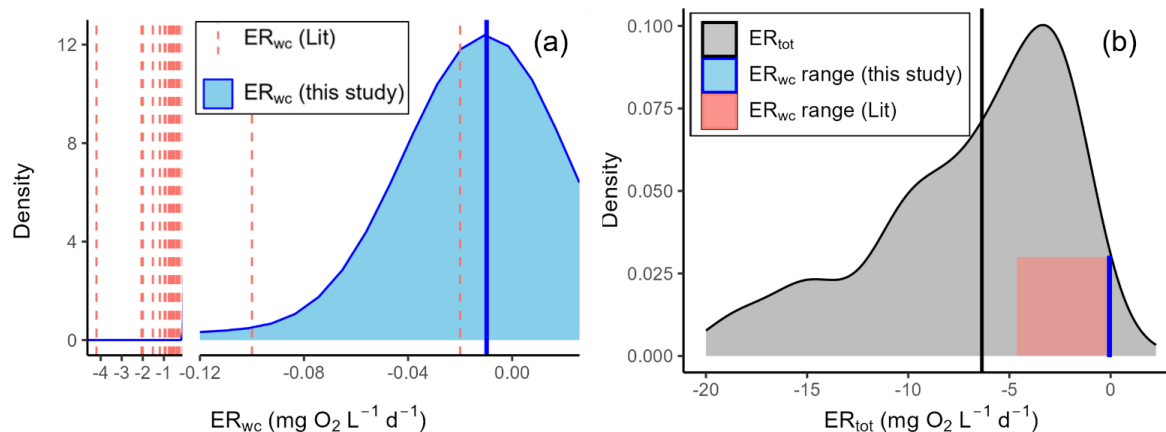 ER_wc (Lit)
ER_wc (this study)
(a)
Density
12
8
4
0
-4 -3 -2 -1 -0.12 -0.08 -0.04 0.00
ER_wc (mg O₂ L⁻¹ d⁻¹)
ER_tot
ER_wc range (this study)
ER_wc range (Lit)
(b)
Density
0.100
0.075
0.050
0.025
0.000
-20 -15 -10 -5 0
ER_tot (mg O₂ L⁻¹ d⁻¹)